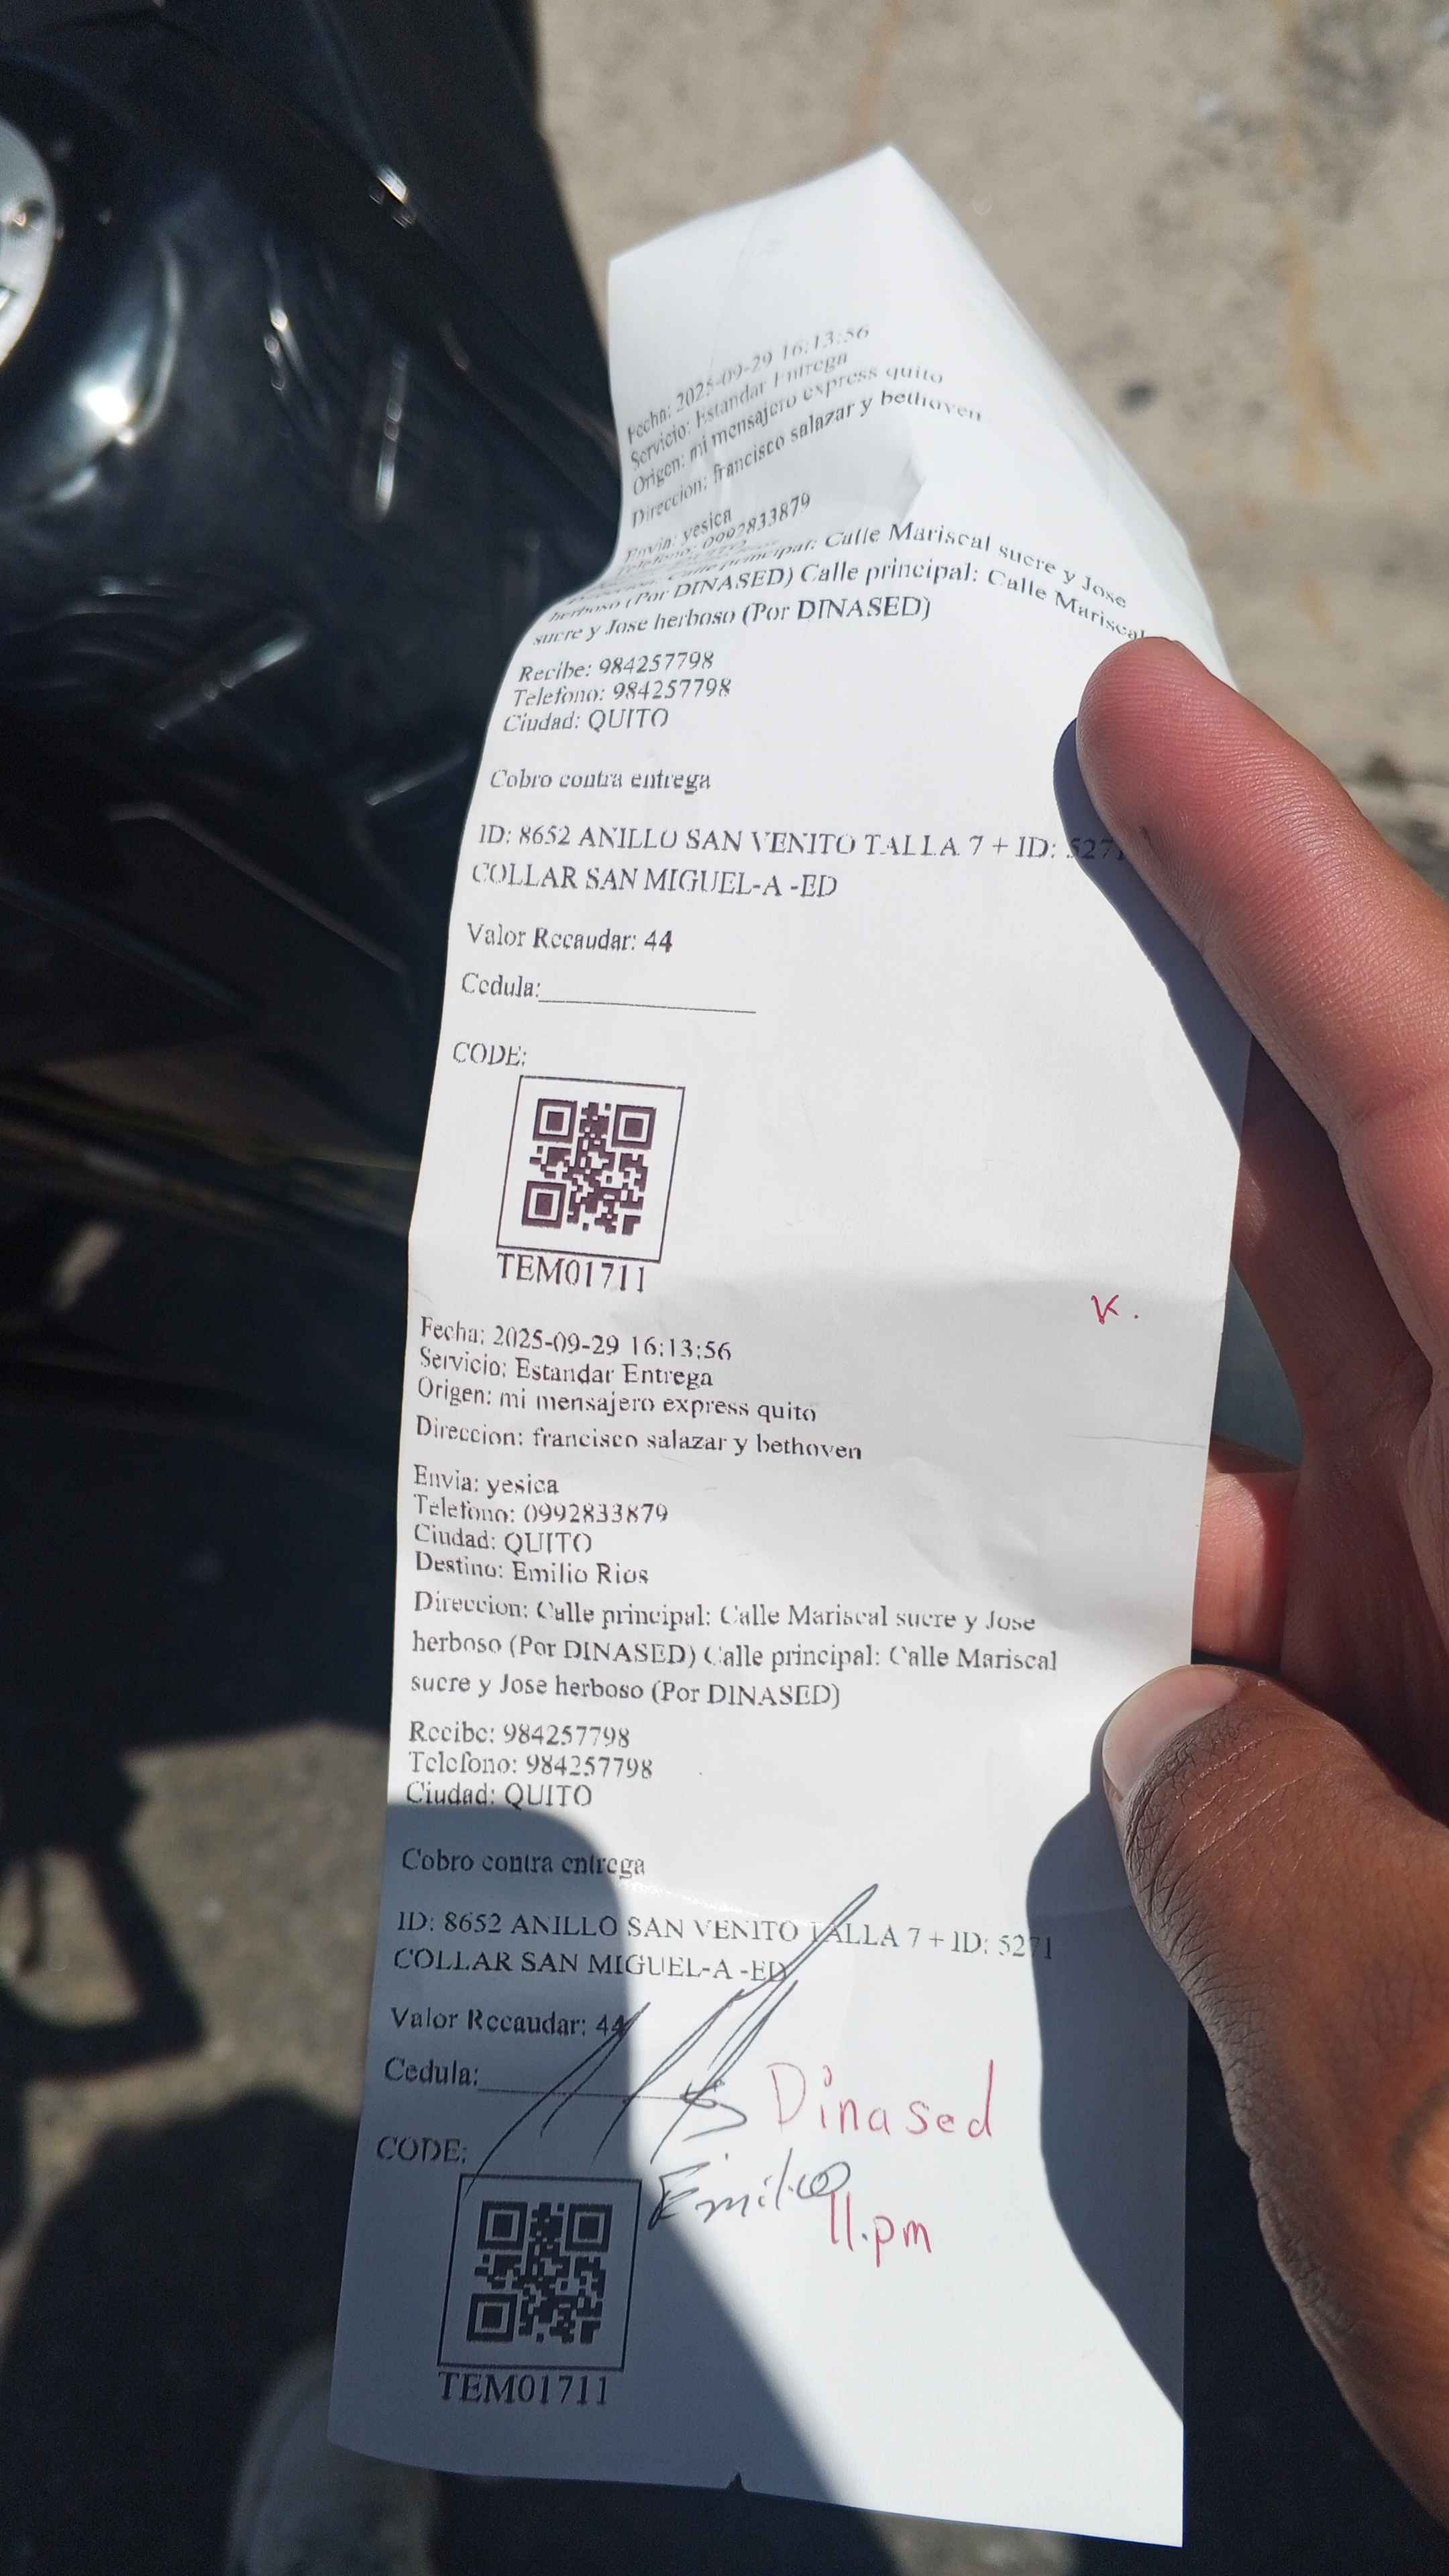 Fecha: 2025-09-29 16:13:56
Servicio: Estandar Entrega
Origen: mi mensajero express quito
Direccion: francisco salazar y bethoven
Envia: yesica
Telefono: 0992833879
principal: Calle Mariscal sucre y Jose
herboso (Por DINASED) Calle principal: Calle Mariscal
sucre y Jose herboso (Por DINASED)
Recibe: 984257798
Telefono: 984257798
Ciudad: QUITO
Cobro contra entrega
ID: 8652 ANILLO SAN VENITO TALLA 7 + ID: 527
COLLAR SAN MIGUEL-A -ED
Valor Recaudar: 44
Cedula:
CODE:
TEM01711
K.
Fecha: 2025-09-29 16:13:56
Servicio: Estandar Entrega
Origen: mi mensajero express quito
Direccion: francisco salazar y bethoven
Envia: yesica
Telefono: 0992833879
Ciudad: QUITO
Destino: Emilio Rios
Direccion: Calle principal: Calle Mariscal sucre y Jose
herboso (Por DINASED) Calle principal: Calle Mariscal
sucre y Jose herboso (Por DINASED)
Recibe: 984257798
Telefono: 984257798
Ciudad: QUITO
Cobro contra entrega
ID: 8652 ANILLO SAN VENITO TALLA 7 + ID: 5271
COLLAR SAN MIGUEL-A -ED
Valor Recaudar: 44
Cedula:
Dinased
CODE:
Emilio
11.pm
TEM01711